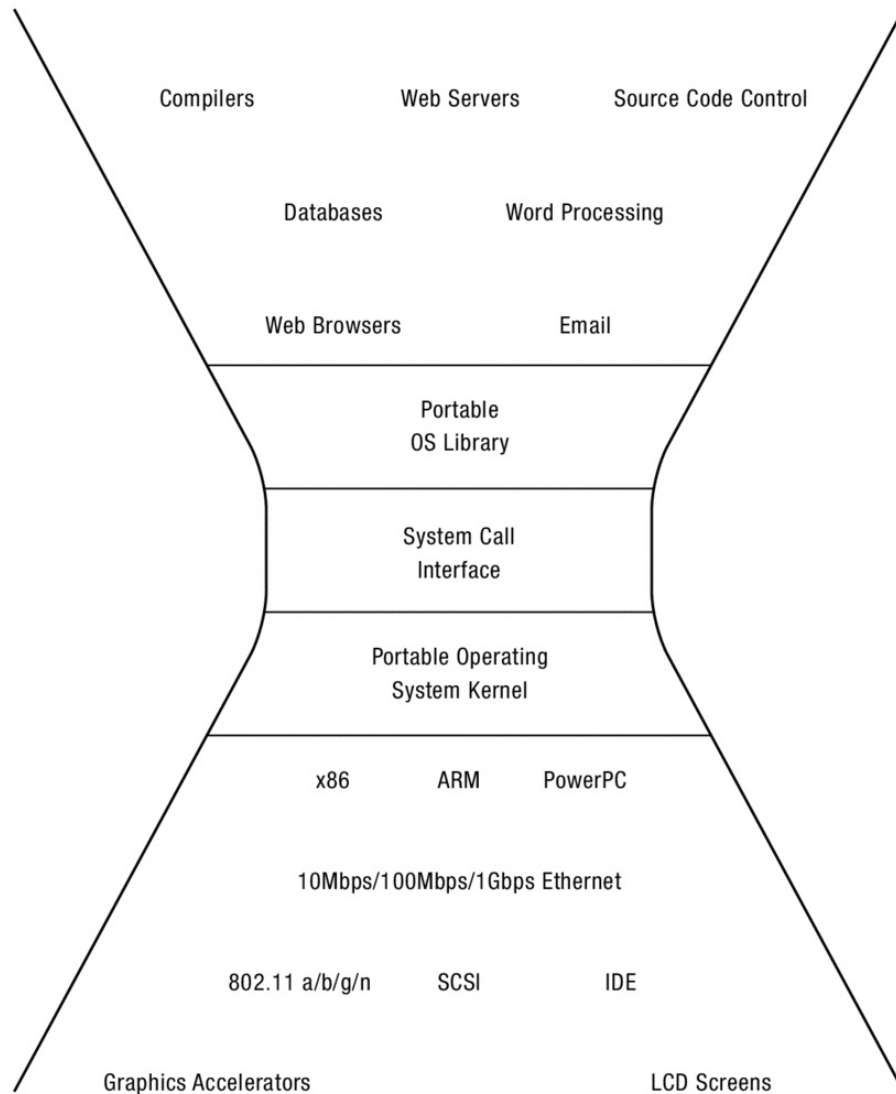 Compilers Web Servers Source Code Control
Databases Word Processing
Web Browsers Email
Portable
OS Library
System Call
Interface
Portable Operating
System Kernel
x86 ARM PowerPC
10Mbps/100Mbps/1Gbps Ethernet
802.11 a/b/g/n SCSI IDE
Graphics Accelerators LCD Screens